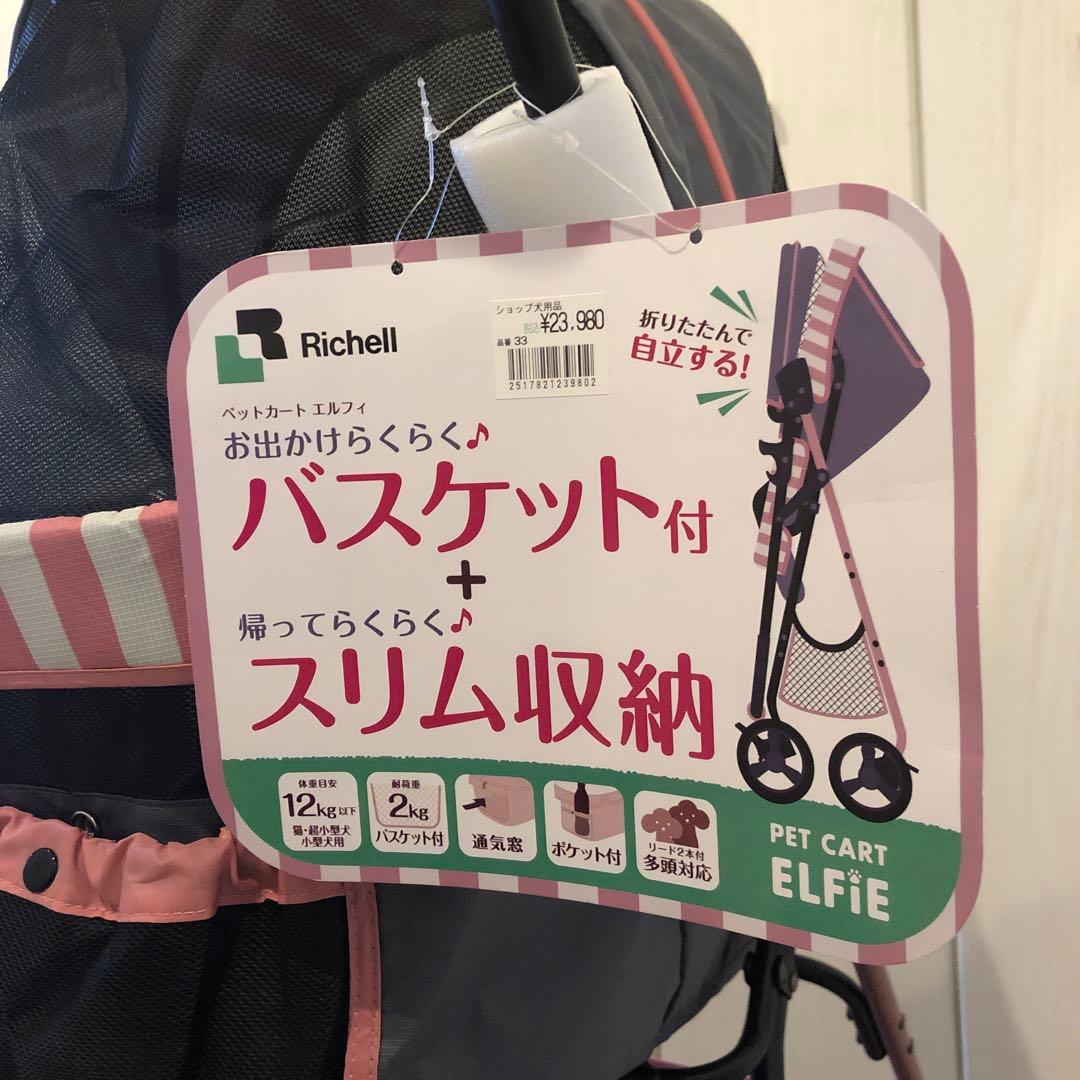 Richell
ショップ犬用品
税込¥23,980
品番 33
2517821239802
折りたたんで
自立する!
ペットカート エルフィ
お出かけらくらく♪
バスケット付
+
帰ってらくらく♪
スリム収納
体重目安
12kg以下
猫・超小型犬
小型犬用
耐荷重
2kg
バスケット付
通気窓
ポケット付
リード2本付
多頭対応
PET CART
ELFiE